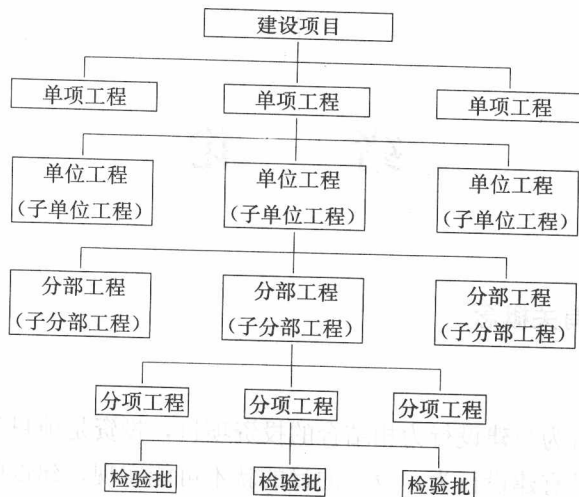 建设项目
单项工程 单项工程 单项工程
单位工程 单位工程 单位工程
(子单位工程) (子单位工程) (子单位工程)
分部工程 分部工程 分部工程
(子分部工程) (子分部工程) (子分部工程)
分项工程 分项工程 分项工程
检验批 检验批 检验批